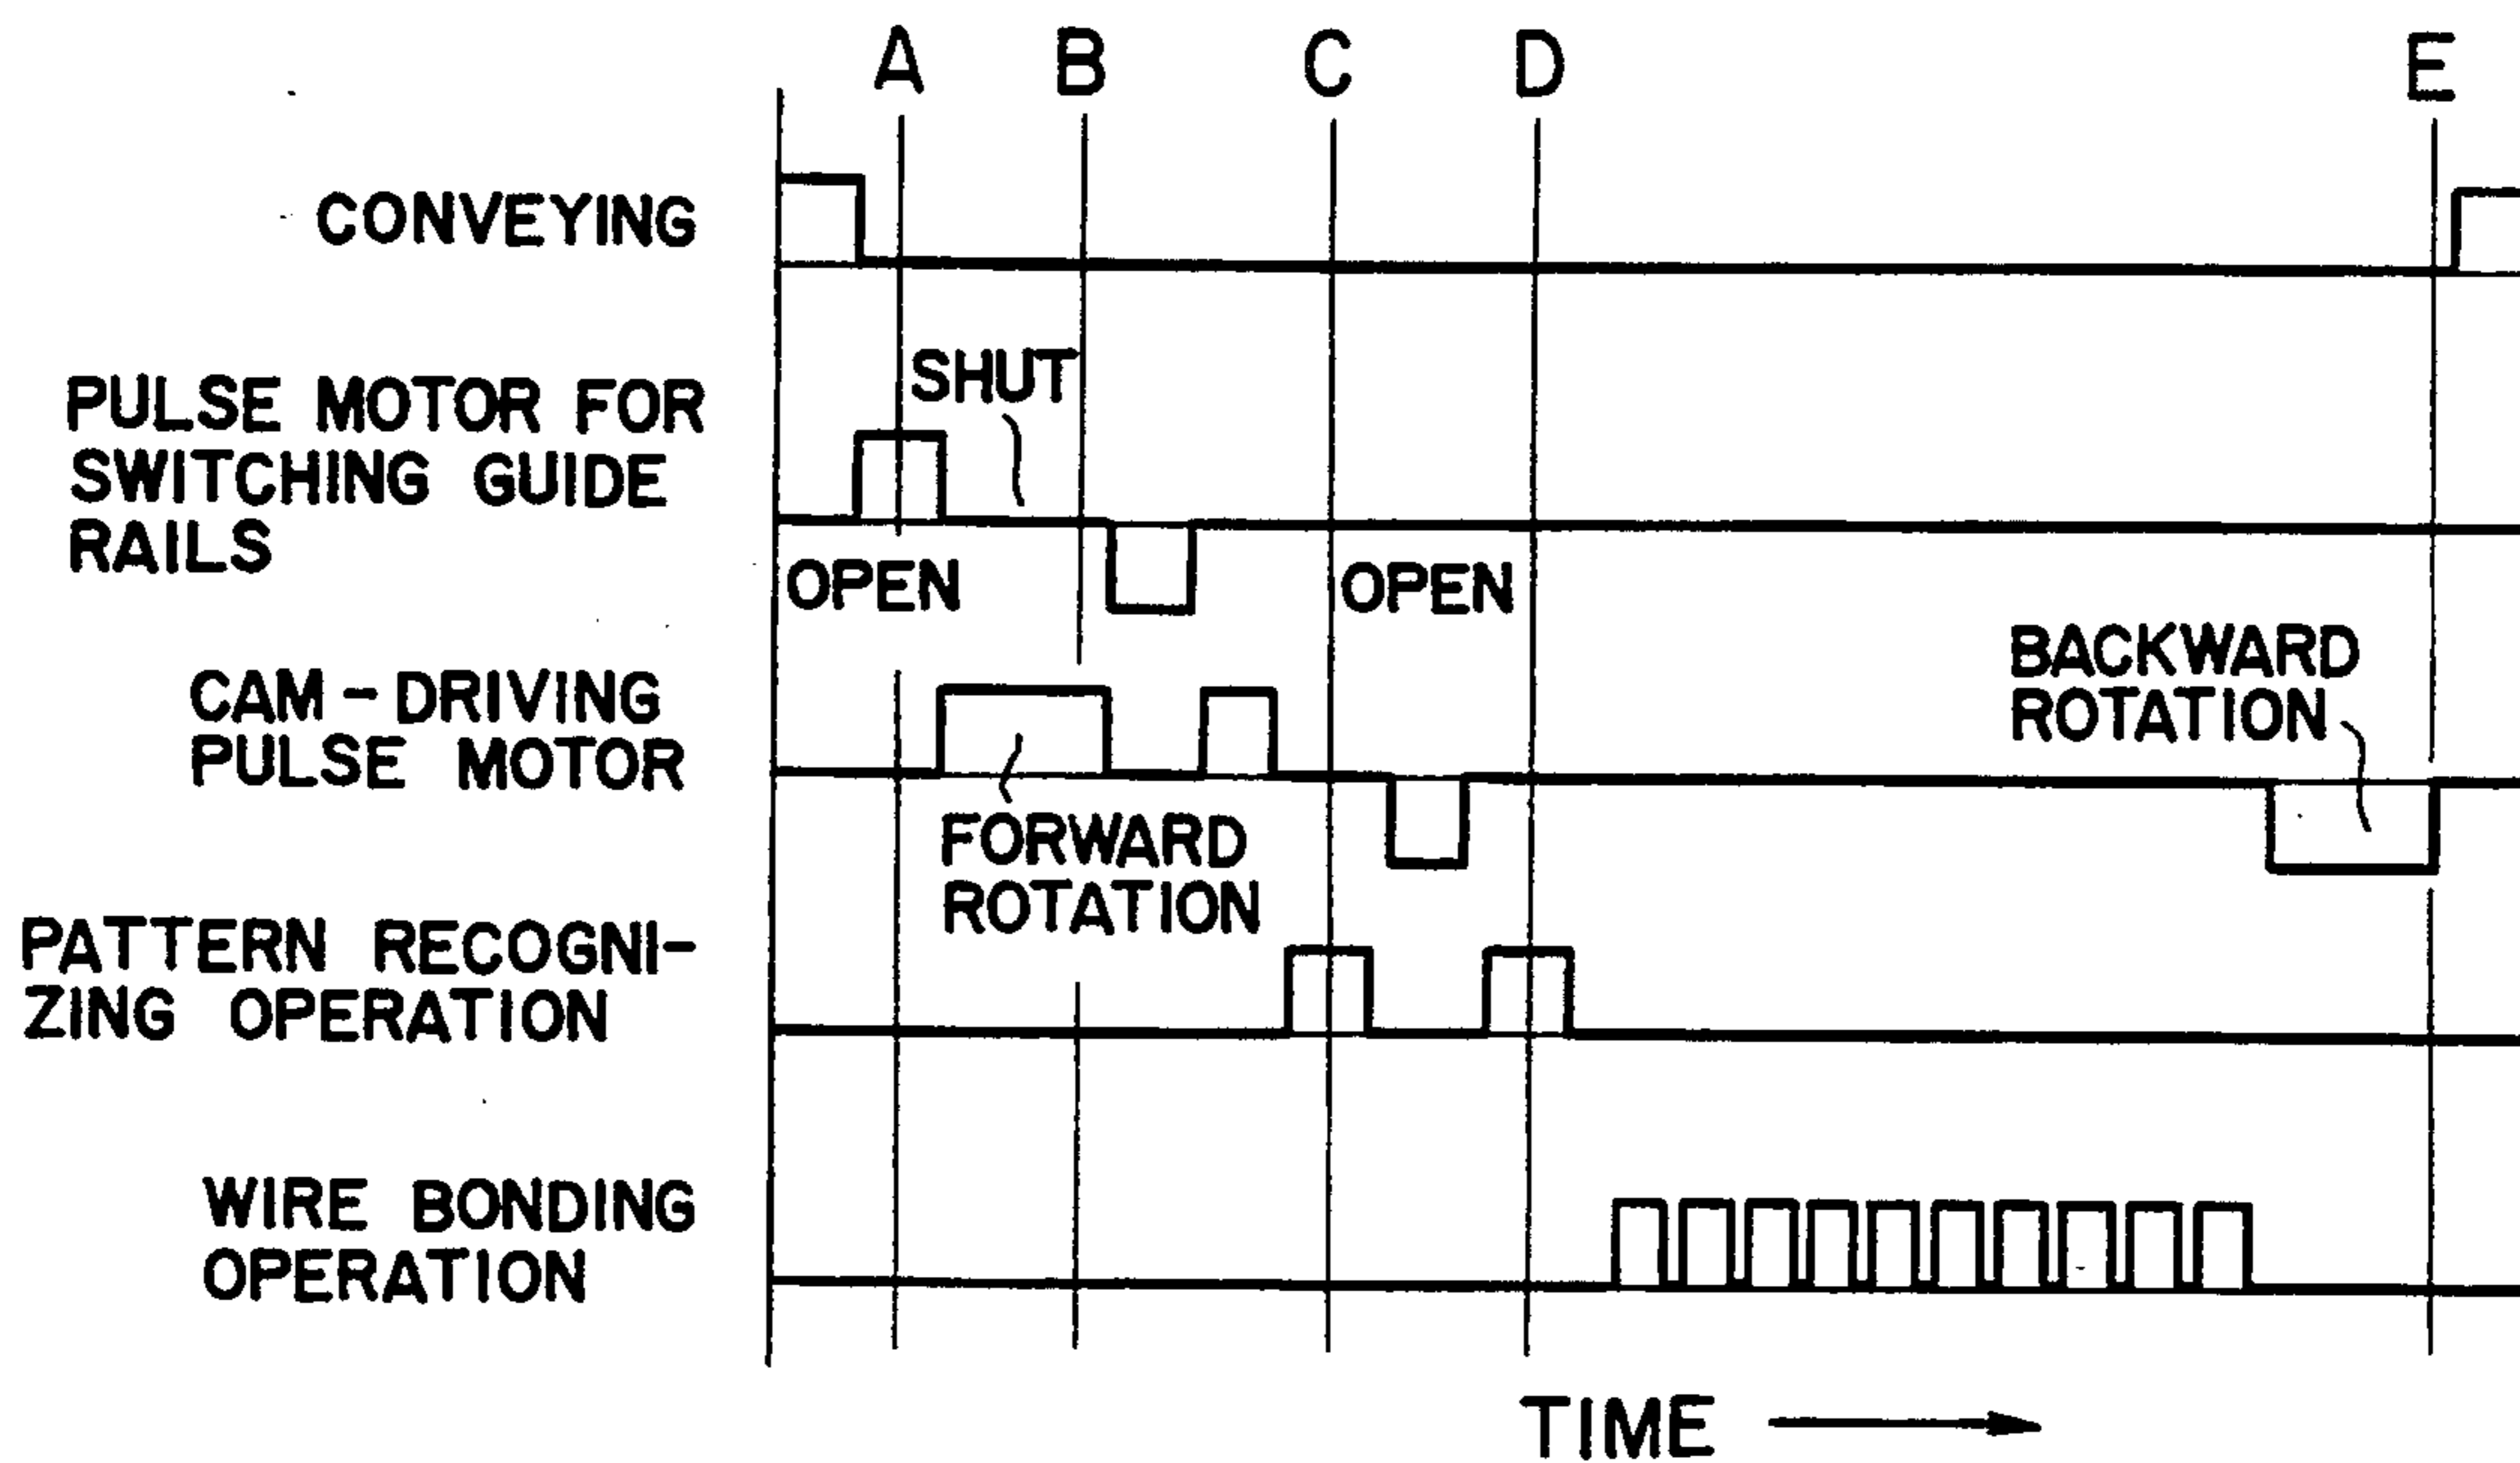 A B C D E
CONVEYING
SHUT
PULSE MOTOR FOR
SWITCHING GUIDE
RAILS
OPEN OPEN
CAM-DRIVING
PULSE MOTOR
BACKWARD
ROTATION
FORWARD
ROTATION
PATTERN RECOGNI-
ZING OPERATION
WIRE BONDING
OPERATION
TIME